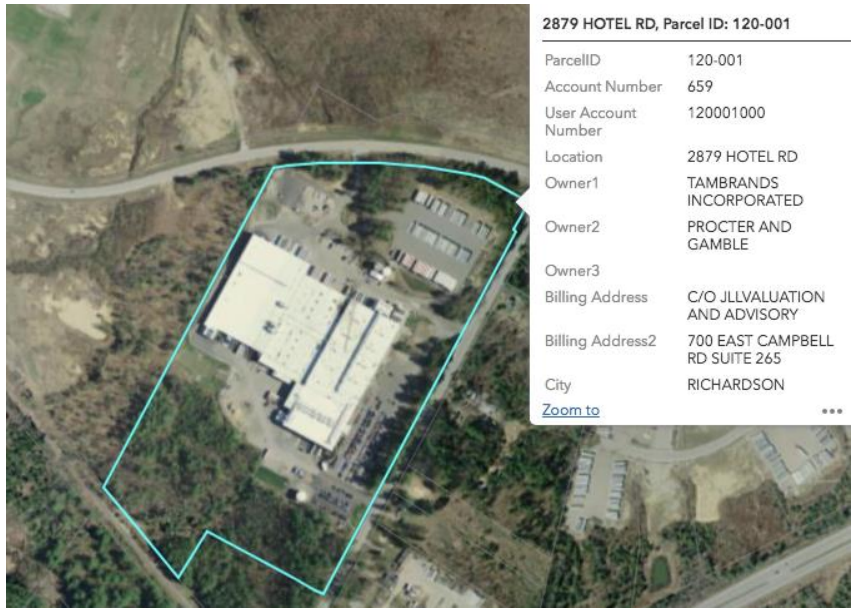 2879 HOTEL RD, Parcel ID: 120-001
ParcelID 120-001
Account Number 659
User Account Number 120001000
Location 2879 HOTEL RD
Owner1 TAMBRANDS
INCORPORATED
Owner2 PROCTER AND
GAMBLE
Owner3
Billing Address C/O JLLVALUATION
AND ADVISORY
Billing Address2 700 EAST CAMPBELL
RD SUITE 265
City RICHARDSON
Zoom to